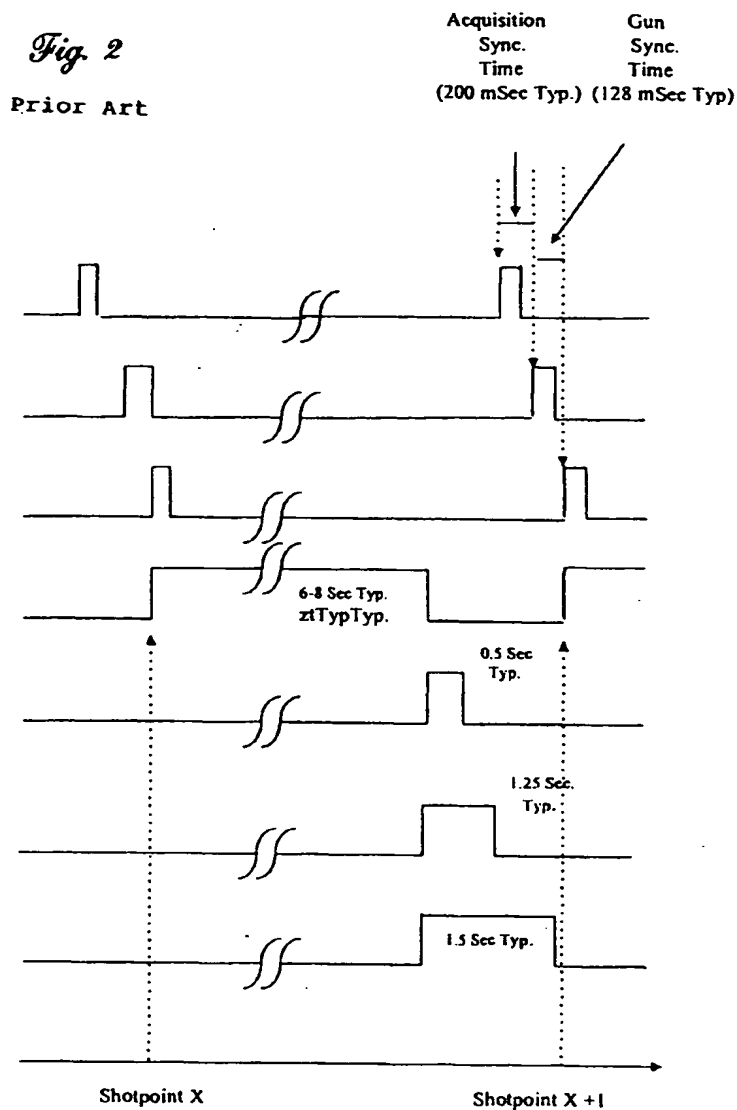 Fig. 2
Prior Art
Acquisition
Sync.
Time
(200 mSec Typ.)
Gun
Sync.
Time
(128 mSec Typ)
6-8 Sec Typ.
ztTypTyp.
0.5 Sec
Typ.
1.25 Sec.
Typ.
1.5 Sec Typ.
Shotpoint X
Shotpoint X +1